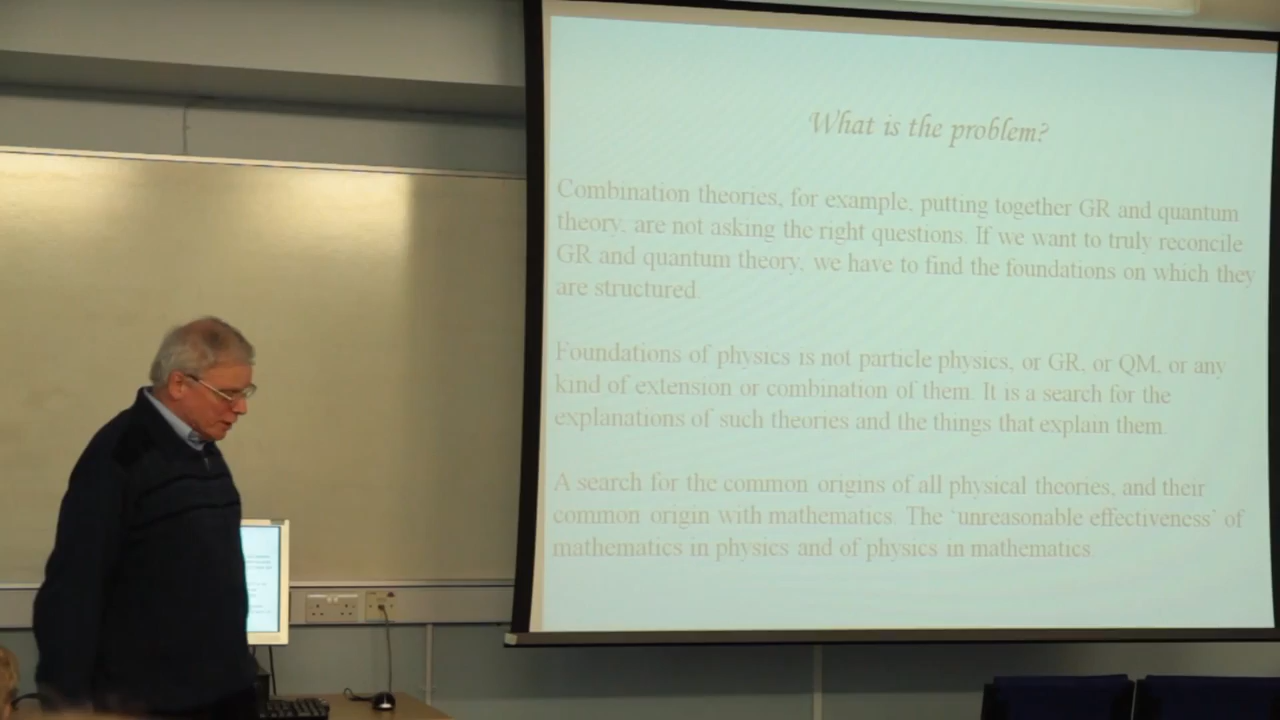 What is the problem?
Combination theories, for example, putting together GR and quantum
theory, are not asking the right questions. If we want to truly reconcile
GR and quantum theory, we have to find the foundations on which they
are structured.
Foundations of physics is not particle physics, or GR, or QM, or any
kind of extension or combination of them. It is a search for the
explanations of such theories and the things that explain them.
A search for the common origins of all physical theories, and their
common origin with mathematics. The 'unreasonable effectiveness' of
mathematics in physics and of physics in mathematics.